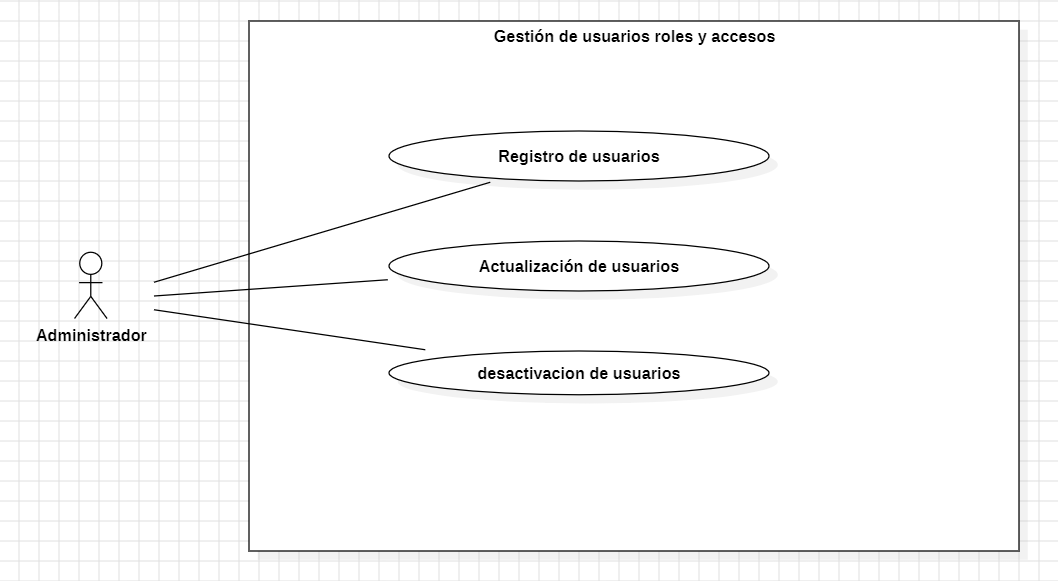 Gestión de usuarios roles y accesos
Registro de usuarios
Actualización de usuarios
Administrador
desactivacion de usuarios